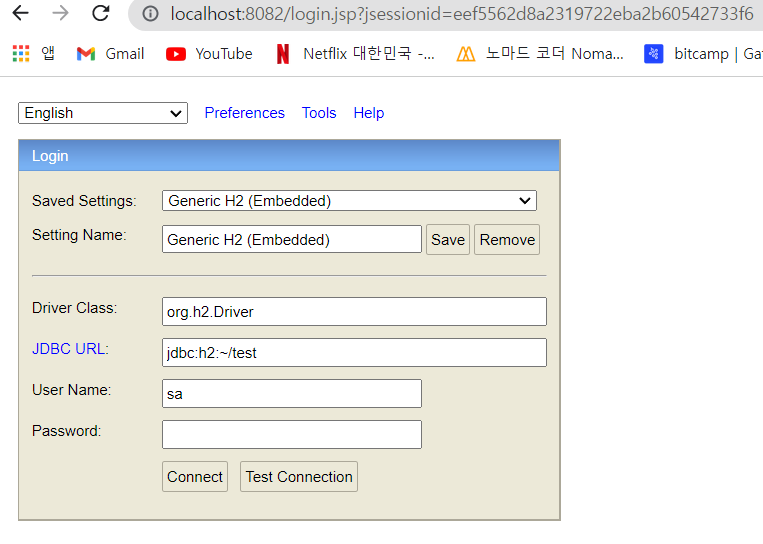 localhost:8082/login.jsp?jsessionid=eef5562d8a2319722eba2b60542733f6
앱 Gmail YouTube Netflix 대한민국 -... 노마드 코더 Noma... bitcamp | Gat
English Preferences Tools Help
Login
Saved Settings: Generic H2 (Embedded)
Setting Name: Generic H2 (Embedded) Save Remove
Driver Class: org.h2.Driver
JDBC URL: jdbc:h2:~/test
User Name: sa
Password:
Connect Test Connection